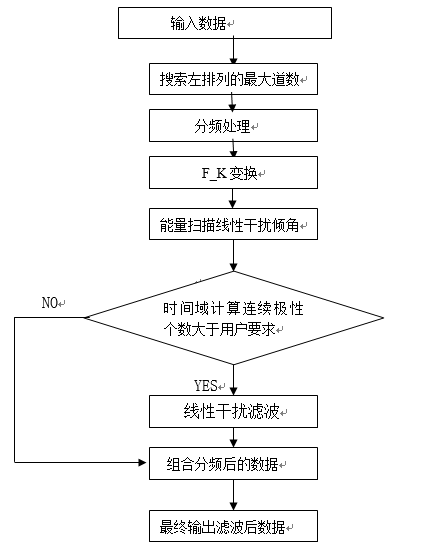 输入数据
搜索左排列的最大道数
分频处理
F_K 变换
能量扫描线性干扰倾角
时间域计算连续极性
个数大于用户要求
NO
YES
线性干扰滤波
组合分频后的数据
最终输出滤波后数据